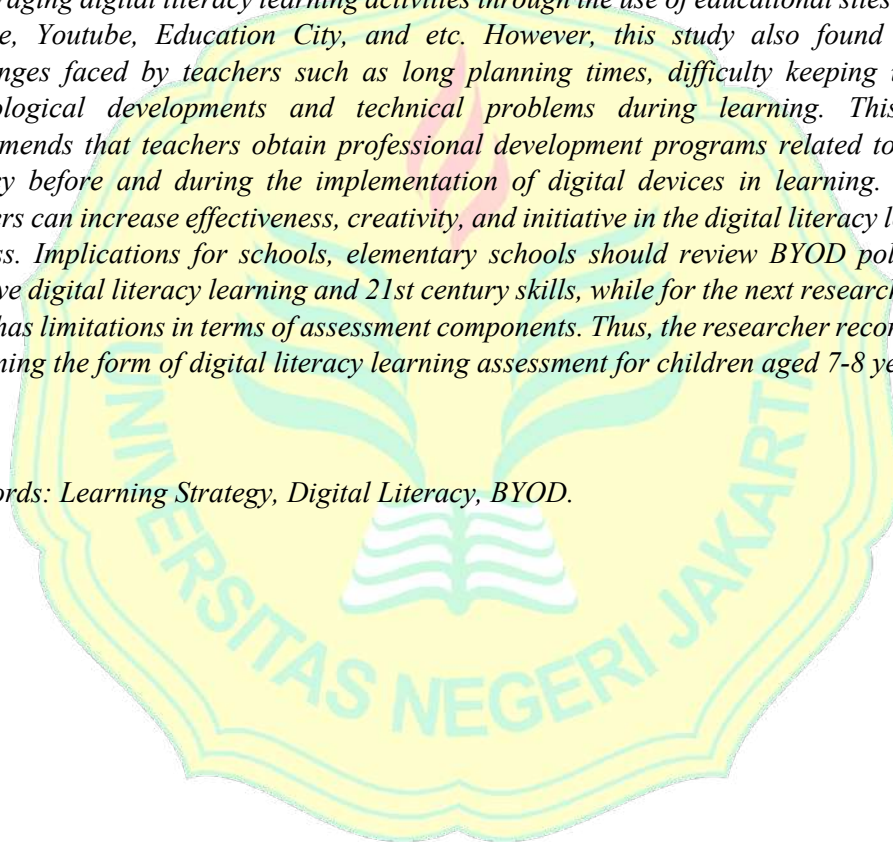 raging digital literacy learning activities through the use of educational sites
e, Youtube, Education City, and etc. However, this study also found
nges faced by teachers such as long planning times, difficulty keeping
ological developments and technical problems during learning. This
mends that teachers obtain professional development programs related to
y before and during the implementation of digital devices in learning.
ers can increase effectiveness, creativity, and initiative in the digital literacy l
ss. Implications for schools, elementary schools should review BYOD pol
ve digital literacy learning and 21st century skills, while for the next research
has limitations in terms of assessment components. Thus, the researcher reco
ning the form of digital literacy learning assessment for children aged 7-8 ye
ords: Learning Strategy, Digital Literacy, BYOD.
UNIVERSITAS NEGERI JAKARTA